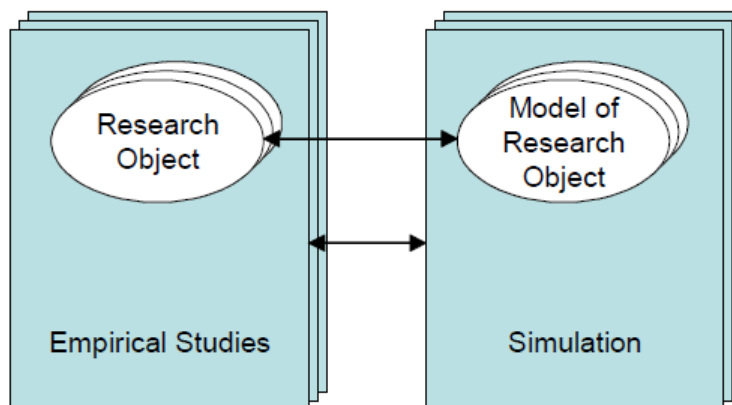 Research
Object
Model of
Research
Object
Empirical Studies
Simulation